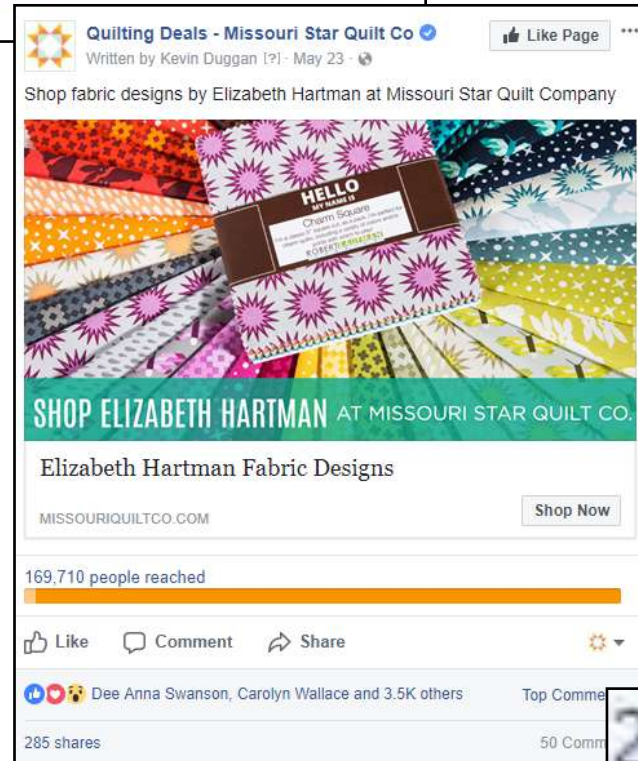 Quilting Deals - Missouri Star Quilt Co
Like Page
Written by Kevin Duggan [?] · May 23 ·
Shop fabric designs by Elizabeth Hartman at Missouri Star Quilt Company
HELLO
MY NAME IS
Charm Square
ROBERT KAUFMAN
SHOP ELIZABETH HARTMAN AT MISSOURI STAR QUILT CO.
Elizabeth Hartman Fabric Designs
MISSOURIQUILTCO.COM
Shop Now
169,710 people reached
Like Comment Share
Dee Anna Swanson, Carolyn Wallace and 3.5K others
Top Comme
285 shares
50 Comm
2